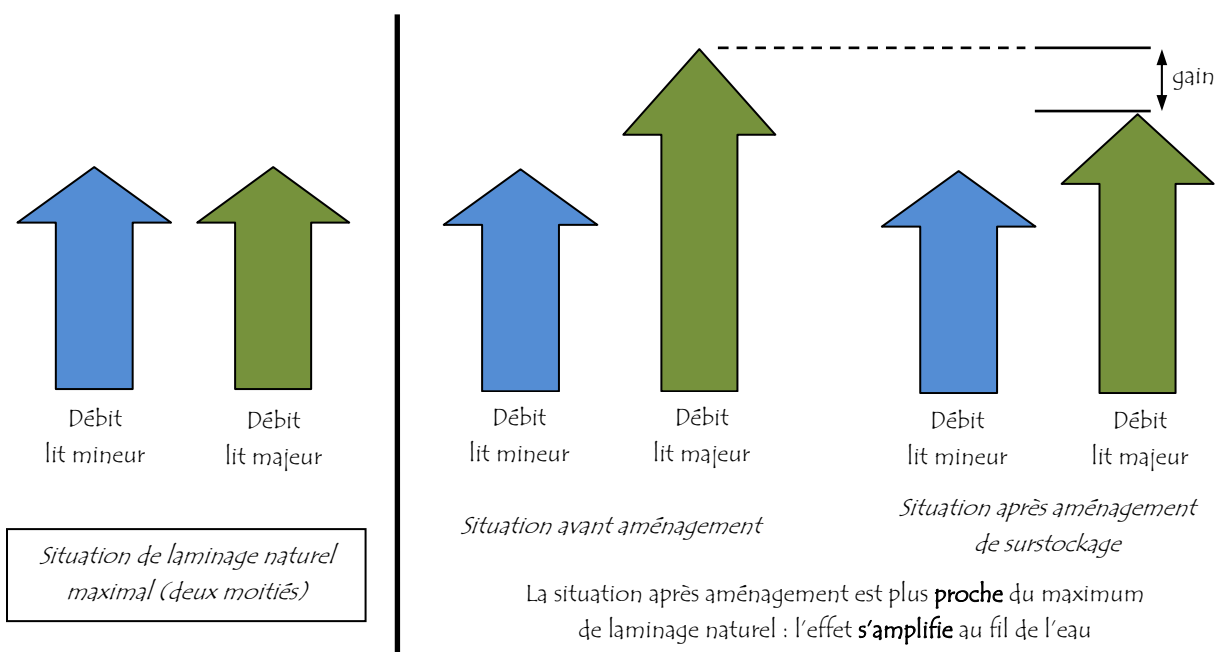 gain
Débit
lit mineur
Débit
lit majeur
Débit
lit mineur
Débit
lit majeur
Débit
lit mineur
Débit
lit majeur
Situation de laminage naturel
maximal (deux moitiés)
Situation avant aménagement
Situation après aménagement
de surstockage
La situation après aménagement est plus proche du maximum
de laminage naturel : l'effet s'amplifie au fil de l'eau